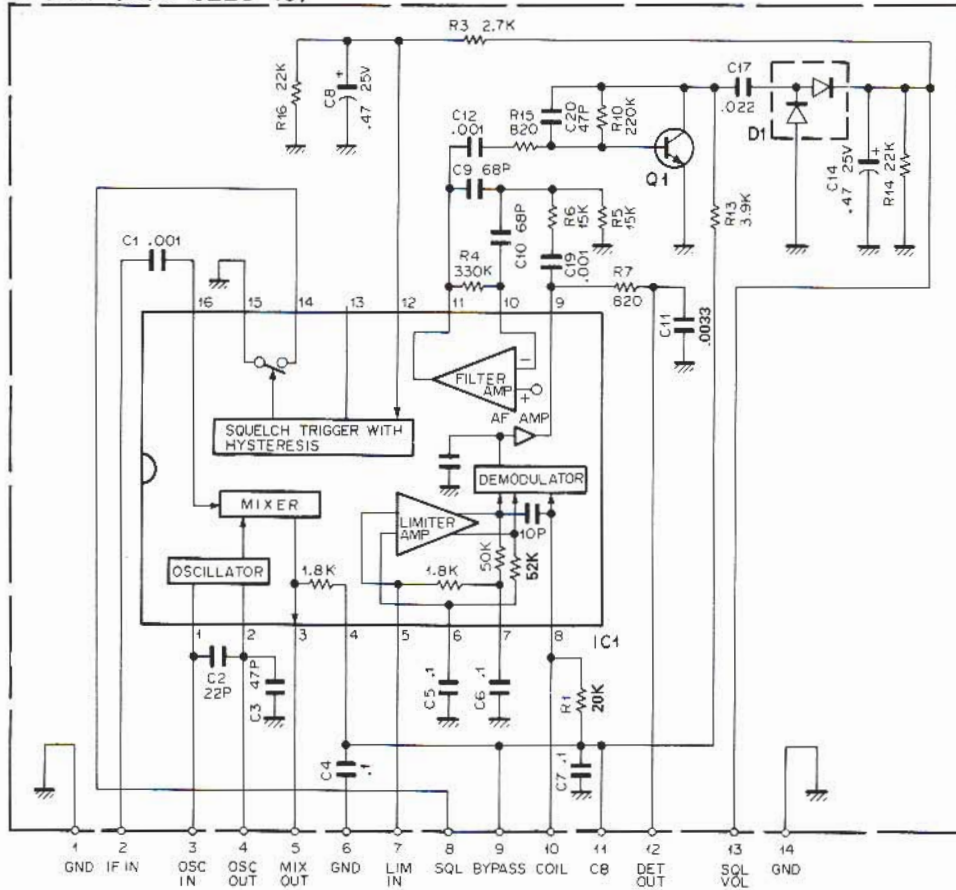 R3 2.7K
R16 22K
C8 .47 25V
+
C12 .001
R15 820
C20 47P
R10 220K
C17 .022
D1
Q1
C9 68P
C10 68P
R6 15K
R5 15K
R13 3.9K
C14 .47 25V
+
R14 22K
C1 .001
R4 330K
C19 .001
R7 820
C11 .0033
16 15 14 13 12 11 10 9
FILTER AMP
- +
AF AMP
SQUELCH TRIGGER WITH HYSTERESIS
DEMODULATOR
MIXER
LIMITER AMP
10P
50K
52K
OSCILLATOR
1.8K
1.8K
1 2 3 4 5 6 7 8
IC1
C2 22P
C3 47P
C5 .1
C6 .1
R1 20K
C4 .1
C7 .1
1 2 3 4 5 6 7 8 9 10 11 12 13 14
GND IF IN OSC IN OSC OUT MIX OUT GND LIM IN SQL BYPASS COIL CB DET OUT SQL VOL GND